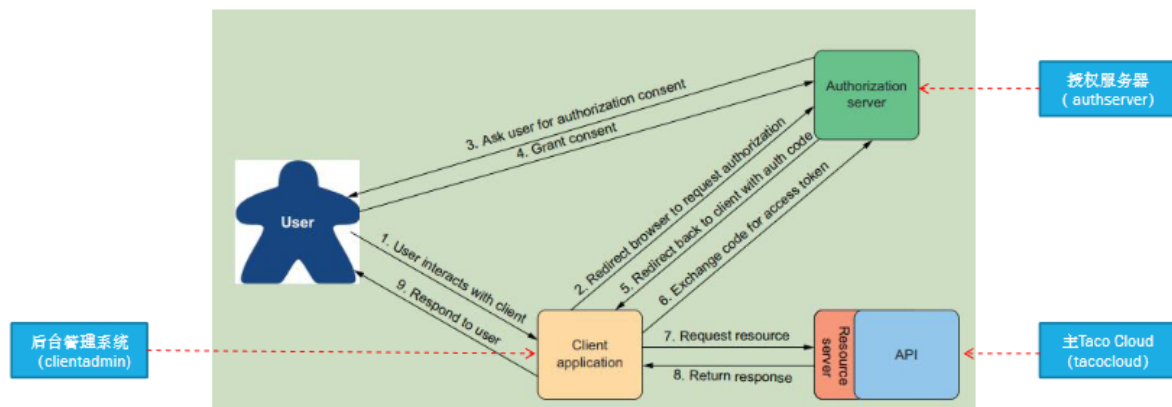 授权服务器
（authserver）
Authorization
server
3. Ask user for authorization consent
4. Grant consent
User
2. Redirect browser to request authorization
5. Redirect back to client with auth code
6. Exchange code for access token
1. User interacts with client
9. Respond to user
后台管理系统
（clientadmin）
Client
application
7. Request resource
8. Return response
Resource
server
API
主Taco Cloud
（tacocloud）